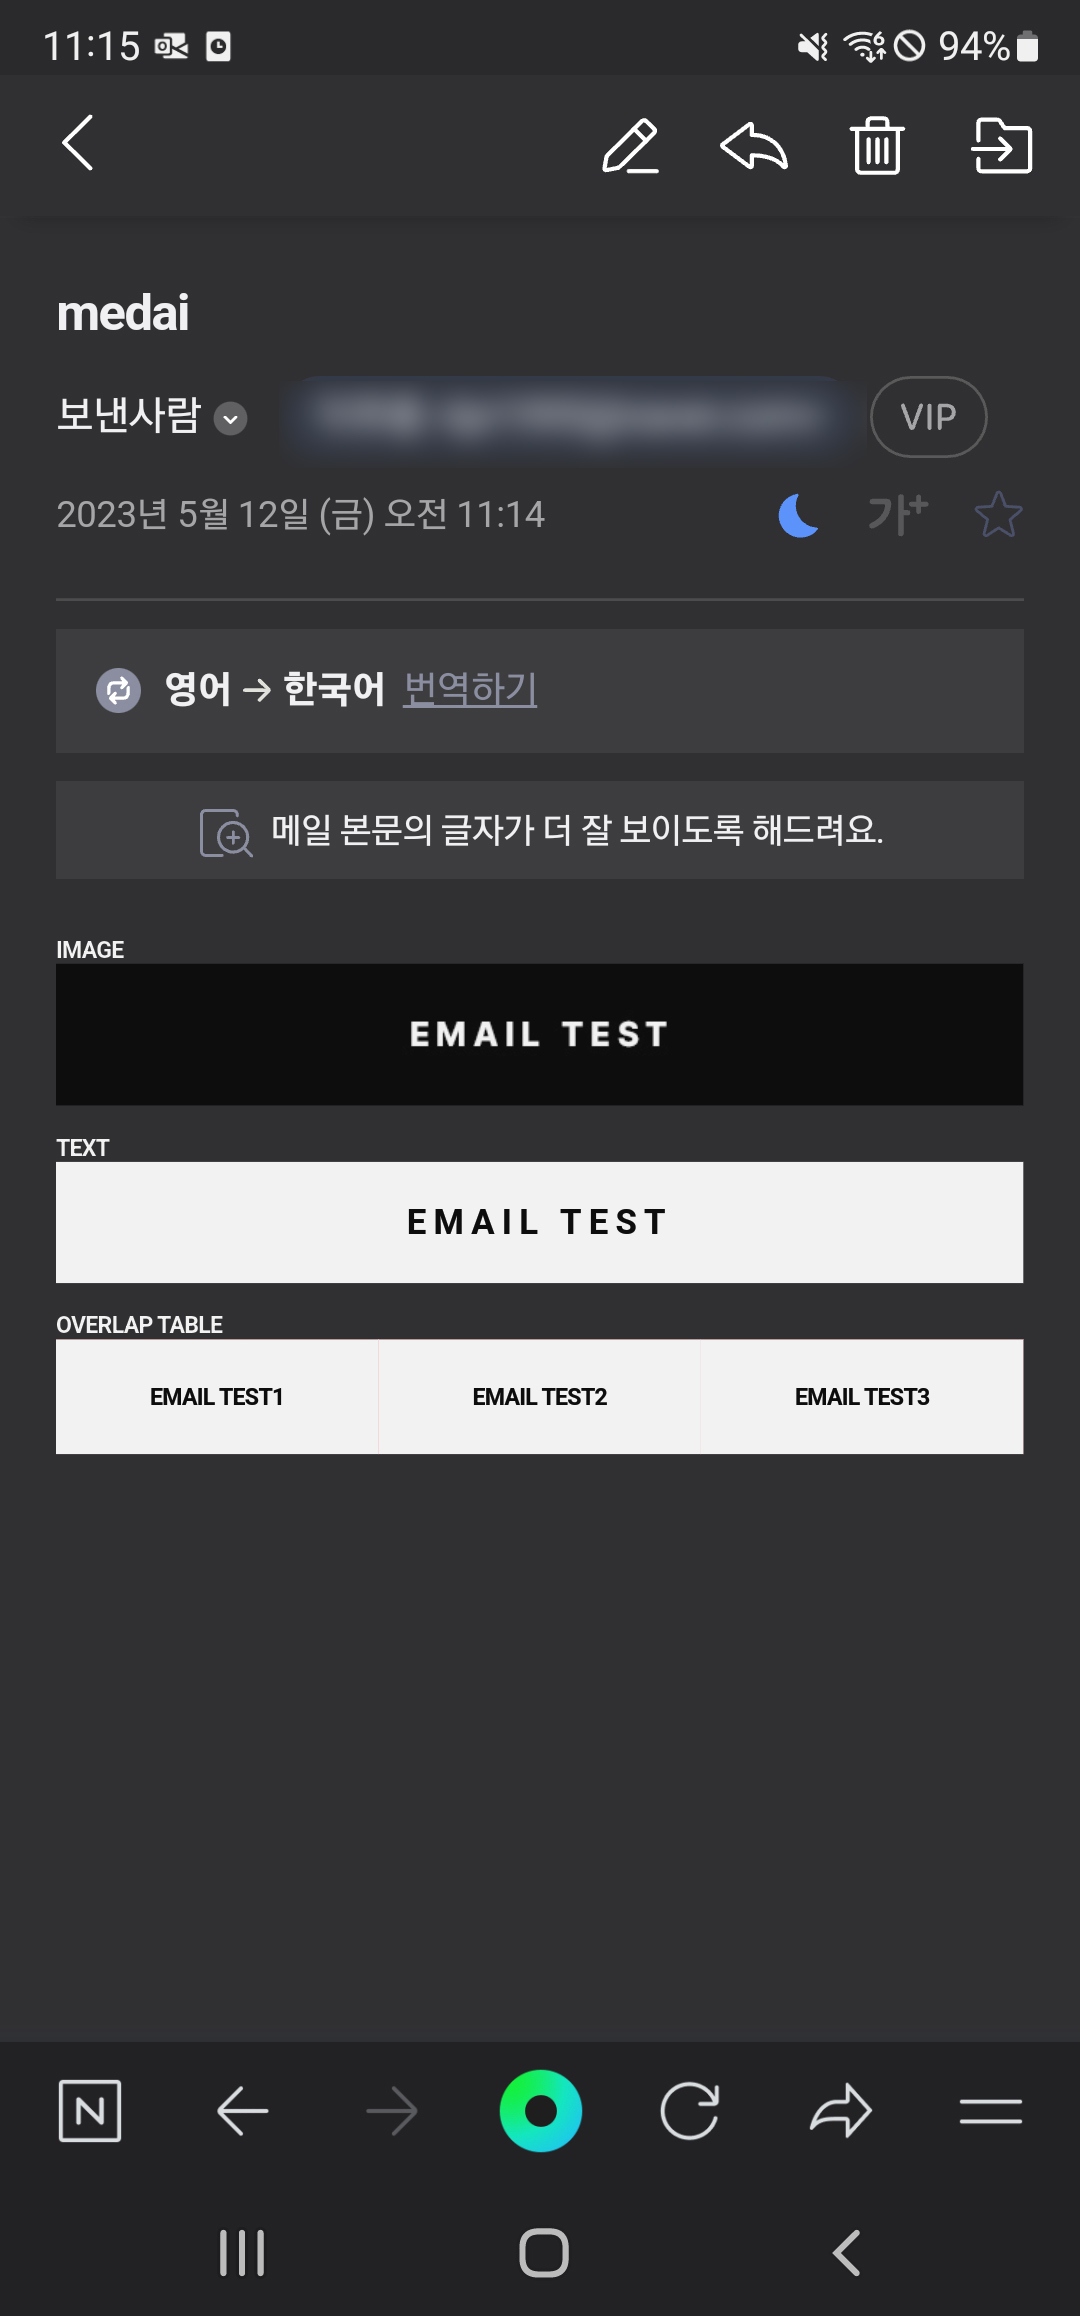 11:15
94%
medai
보낸사람
VIP
2023년 5월 12일 (금) 오전 11:14
가+
영어 → 한국어 번역하기
메일 본문의 글자가 더 잘 보이도록 해드려요.
IMAGE
EMAIL TEST
TEXT
EMAIL TEST
OVERLAP TABLE
EMAIL TEST1 EMAIL TEST2 EMAIL TEST3
N